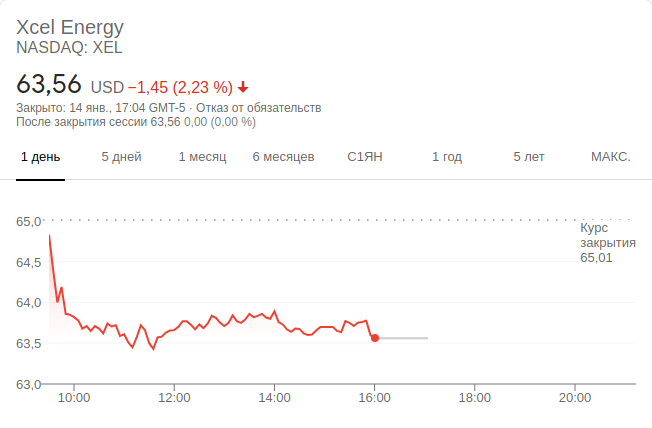 Xcel Energy
NASDAQ: XEL
63,56 USD −1,45 (2,23 %)
Закрыто: 14 янв., 17:04 GMT-5 · Отказ от обязательств
После закрытия сессии 63,56 0,00 (0,00 %)
1 день 5 дней 1 месяц 6 месяцев С1ЯН 1 год 5 лет МАКС.
65,0
Курс
закрытия
65,01
64,5
64,0
63,5
63,0
10:00 12:00 14:00 16:00 18:00 20:00